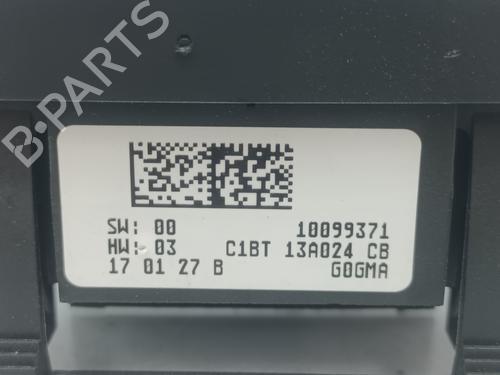 B-PARTS
SW: 00 10099371
HW: 03 C1BT 13A024 CB
17 01 27 B G0GMA